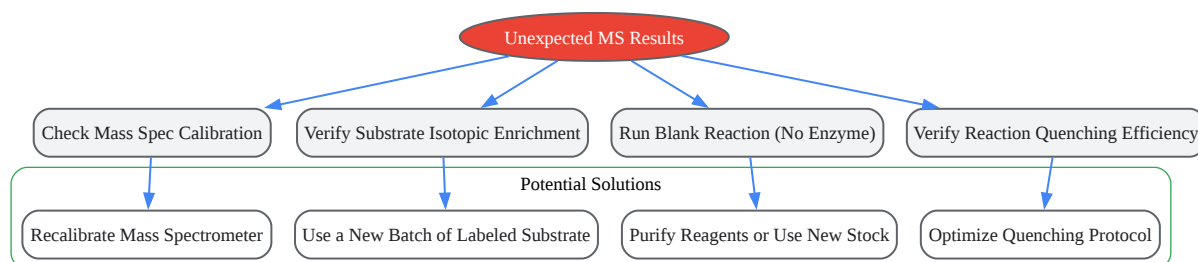 Unexpected MS Results
Check Mass Spec Calibration
Verify Substrate Isotopic Enrichment
Run Blank Reaction (No Enzyme)
Verify Reaction Quenching Efficiency
Potential Solutions
Recalibrate Mass Spectrometer
Use a New Batch of Labeled Substrate
Purify Reagents or Use New Stock
Optimize Quenching Protocol